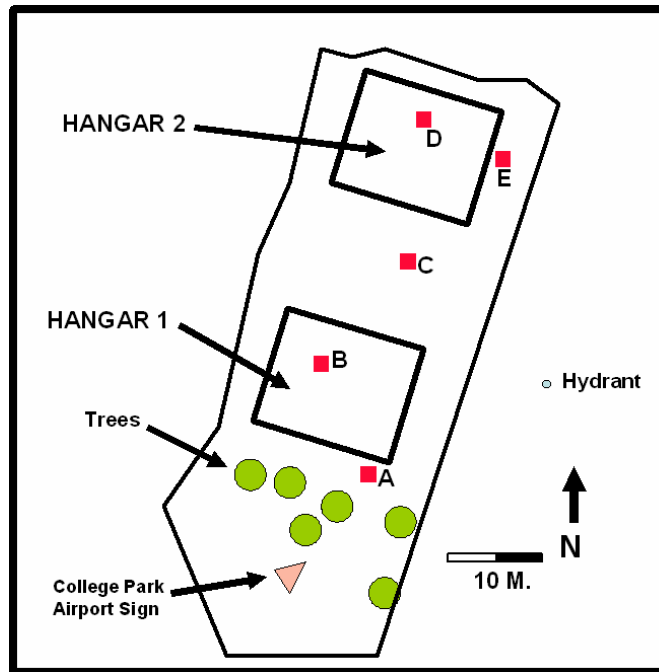 HANGAR 2
D
E
C
HANGAR 1
B
Hydrant
Trees
A
N
10 M.
College Park
Airport Sign